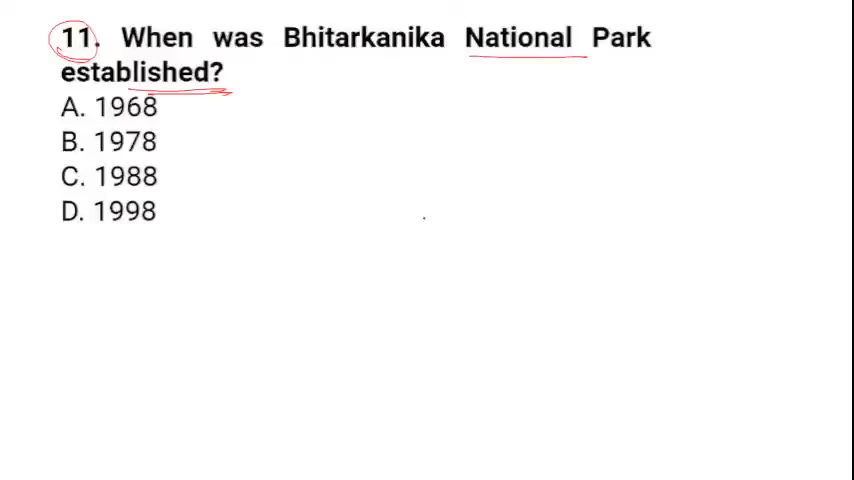 11. When was Bhitarkanika National Park
established?
A. 1968
B. 1978
C. 1988
D. 1998